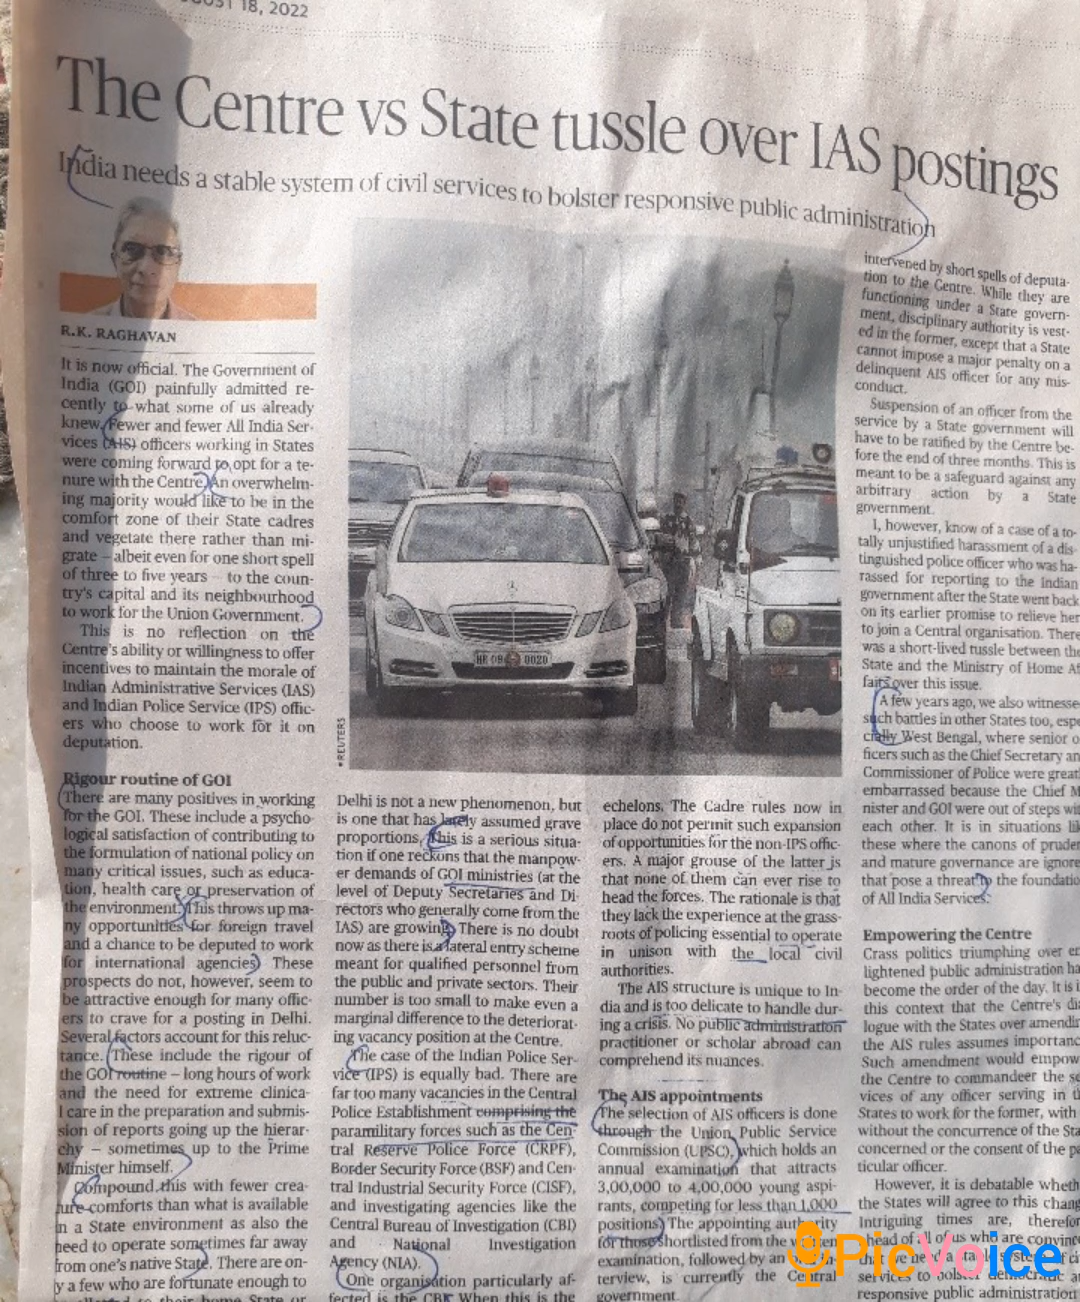 18, 2022
The Centre vs State tussle over IAS postings
India needs a stable system of civil services to bolster responsive public administration
R.K. RAGHAVAN
It is now official. The Government of
India (GOI) painfully admitted re-
cently to what some of us already
knew. Fewer and fewer All India Ser-
vices (AIS) officers working in States
were coming forward to opt for a te-
nure with the Centre. An overwhelm-
ing majority would like to be in the
comfort zone of their State cadres
and vegetate there rather than mi-
grate – albeit even for one short spell
of three to five years – to the coun-
try's capital and its neighbourhood
to work for the Union Government.
This is no reflection on the
Centre's ability or willingness to offer
incentives to maintain the morale of
Indian Administrative Services (IAS)
and Indian Police Service (IPS) offic-
ers who choose to work for it on
deputation.
Rigour routine of GOI
There are many positives in working
for the GOI. These include a psycho-
logical satisfaction of contributing to
the formulation of national policy on
many critical issues, such as educa-
tion, health care or preservation of
the environment. This throws up ma-
ny opportunities for foreign travel
and a chance to be deputed to work
for international agencies. These
prospects do not, however, seem to
be attractive enough for many offic-
ers to crave for a posting in Delhi.
Several factors account for this reluc-
tance. These include the rigour of
the GOI routine – long hours of work
and the need for extreme clinica-
l care in the preparation and submis-
sion of reports going up the hierar-
chy – sometimes up to the Prime
Minister himself.
Compound this with fewer crea-
ture comforts than what is available
in a State environment as also the
need to operate sometimes far away
from one's native State. There are on-
y a few who are fortunate enough to
to their home State or
HR 0020
REUTERS
Delhi is not a new phenomenon, but
is one that has lately assumed grave
proportions. This is a serious situa-
tion if one reckons that the manpow-
er demands of GOI ministries (at the
level of Deputy Secretaries and Di-
rectors who generally come from the
IAS) are growing. There is no doubt
now as there is a lateral entry scheme
meant for qualified personnel from
the public and private sectors. Their
number is too small to make even a
marginal difference to the deteriorat-
ing vacancy position at the Centre.
The case of the Indian Police Ser-
vice (IPS) is equally bad. There are
far too many vacancies in the Central
Police Establishment comprising the
paramilitary forces such as the Cen-
tral Reserve Police Force (CRPF),
Border Security Force (BSF) and Cen-
tral Industrial Security Force (CISF),
and investigating agencies like the
Central Bureau of Investigation (CBI)
and National Investigation
Agency (NIA).
One organisation particularly af-
fected is the CBI. When this is the
echelons. The Cadre rules now in
place do not permit such expansion
of opportunities for the non-IPS offic-
ers. A major grouse of the latter is
that none of them can ever rise to
head the forces. The rationale is that
they lack the experience at the grass-
roots of policing essential to operate
in unison with the local civil
authorities.
The AIS structure is unique to In-
dia and is too delicate to handle dur-
ing a crisis. No public administration
practitioner or scholar abroad can
comprehend its nuances.
The AIS appointments
The selection of AIS officers is done
through the Union Public Service
Commission (UPSC), which holds an
annual examination that attracts
3,00,000 to 4,00,000 young aspi-
rants, competing for less than 1,000
positions. The appointing authority
for those shortlisted from the written
examination, followed by an in-
terview, is currently the Central
government.
intervened by short spells of deputa-
tion to the Centre. While they are
functioning under a State govern-
ment, disciplinary authority is vest-
ed in the former, except that a State
cannot impose a major penalty on a
delinquent AIS officer for any mis-
conduct.
Suspension of an officer from the
service by a State government will
have to be ratified by the Centre be-
fore the end of three months. This is
meant to be a safeguard against any
arbitrary action by a State
government.
I, however, know of a case of a to-
tally unjustified harassment of a dis-
tinguished police officer who was ha-
rassed for reporting to the Indian
government after the State went back
on its earlier promise to relieve her
to join a Central organisation. There
was a short-lived tussle between the
State and the Ministry of Home Af
fairs over this issue.
A few years ago, we also witnesse
such battles in other States too, espe
cially West Bengal, where senior o
ficers such as the Chief Secretary an
Commissioner of Police were great
embarrassed because the Chief M
nister and GOI were out of steps wit
each other. It is in situations lik
these where the canons of pruden
and mature governance are ignore
that pose a threat to the foundatio
of All India Services.
Empowering the Centre
Crass politics triumphing over en
lightened public administration ha
become the order of the day. It is i
this context that the Centre's dia
logue with the States over amendin
the AIS rules assumes importanc
Such amendment would empow
the Centre to commandeer the se
vices of any officer serving in t
States to work for the former, with
without the concurrence of the Sta
concerned or the consent of the pa
ticular officer.
However, it is debatable wheth
the States will agree to this chang
Intriguing times are, therefor
ahead of all of us who are convince
that we need a stable system of ci
services to bolster democratic a
responsive public administration
PicVoice